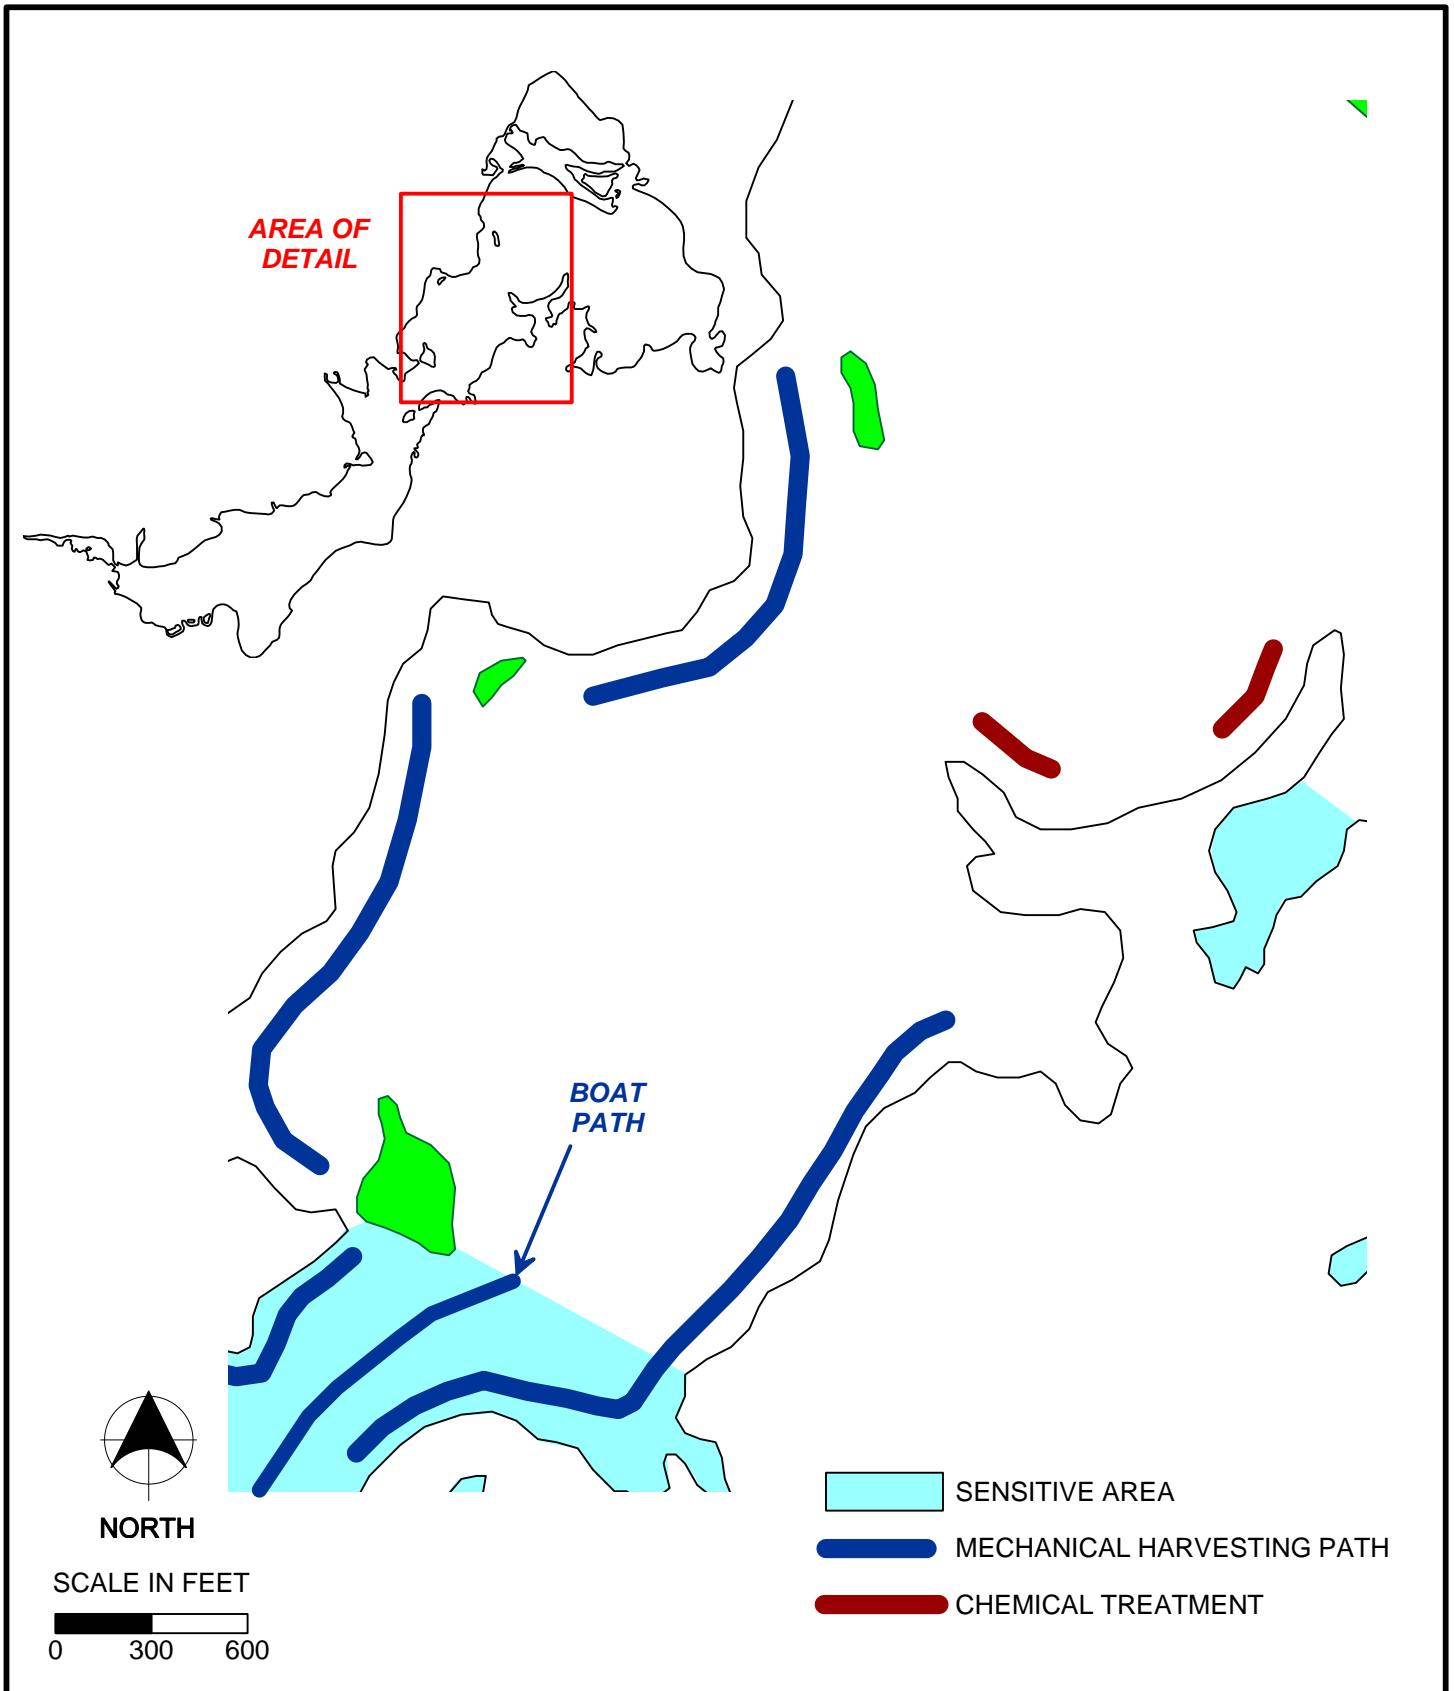 AREA OF
DETAIL
BOAT
PATH
NORTH
SCALE IN FEET
0 300 600
SENSITIVE AREA
MECHANICAL HARVESTING PATH
CHEMICAL TREATMENT